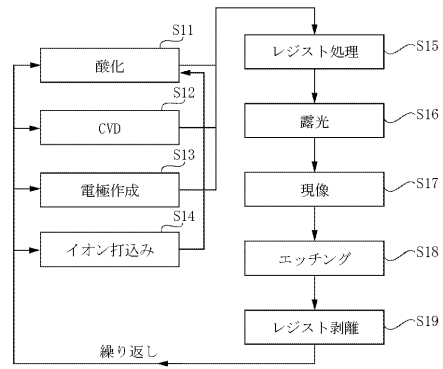 S11
酸化
S12
CVD
S13
電極作成
S14
イオン打込み
S15
レジスト処理
S16
露光
S17
現像
S18
エッチング
S19
レジスト剥離
繰り返し